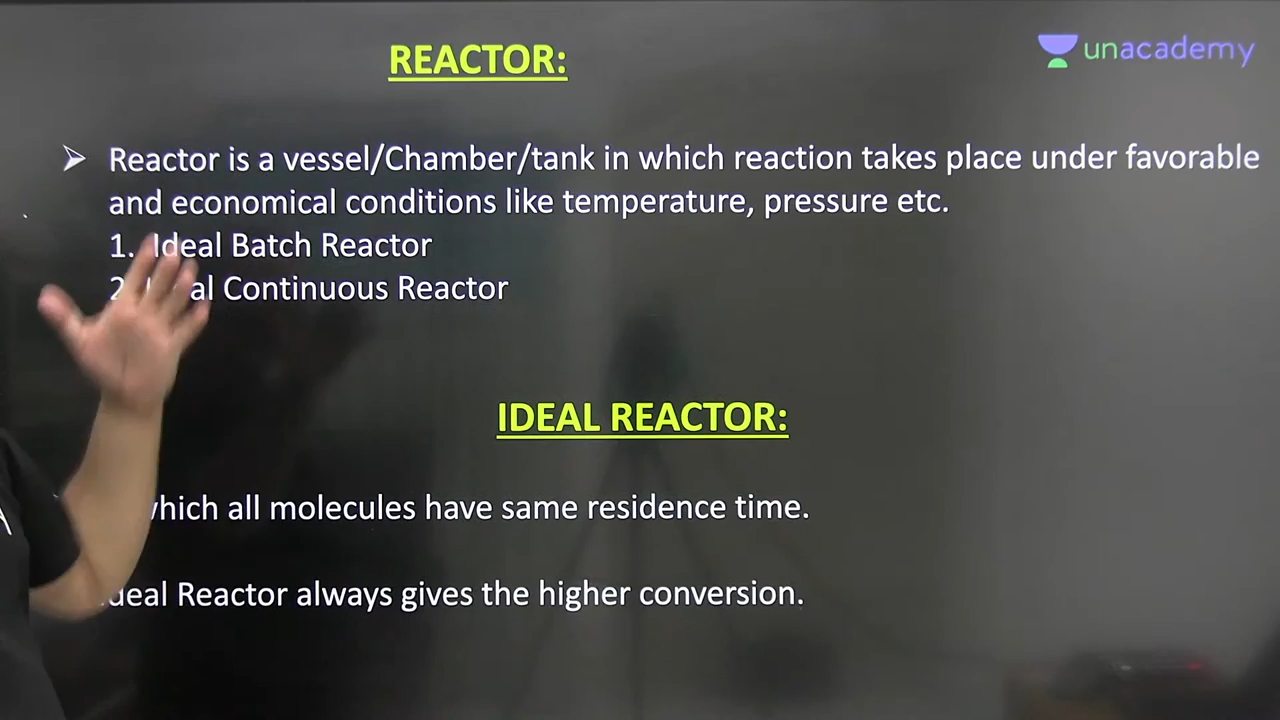 REACTOR:
unacademy
Reactor is a vessel/Chamber/tank in which reaction takes place under favorable
and economical conditions like temperature, pressure etc.
1. Ideal Batch Reactor
2. Continuous Reactor
IDEAL REACTOR:
which all molecules have same residence time.
Ideal Reactor always gives the higher conversion.